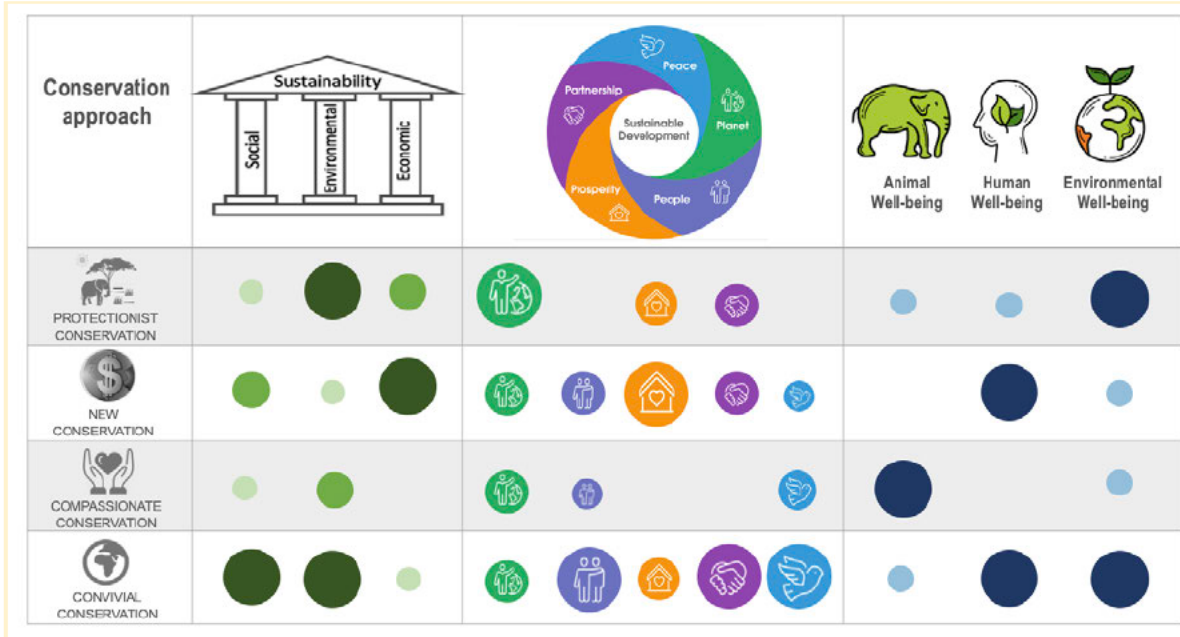 Conservation
approach
Sustainability
Social
Environmental
Economic
Peace
Partnership
Planet
Sustainable
Development
Prosperity
People
Animal
Well-being
Human
Well-being
Environmental
Well-being
PROTECTIONIST
CONSERVATION
$
NEW
CONSERVATION
COMPASSIONATE
CONSERVATION
CONVIVIAL
CONSERVATION